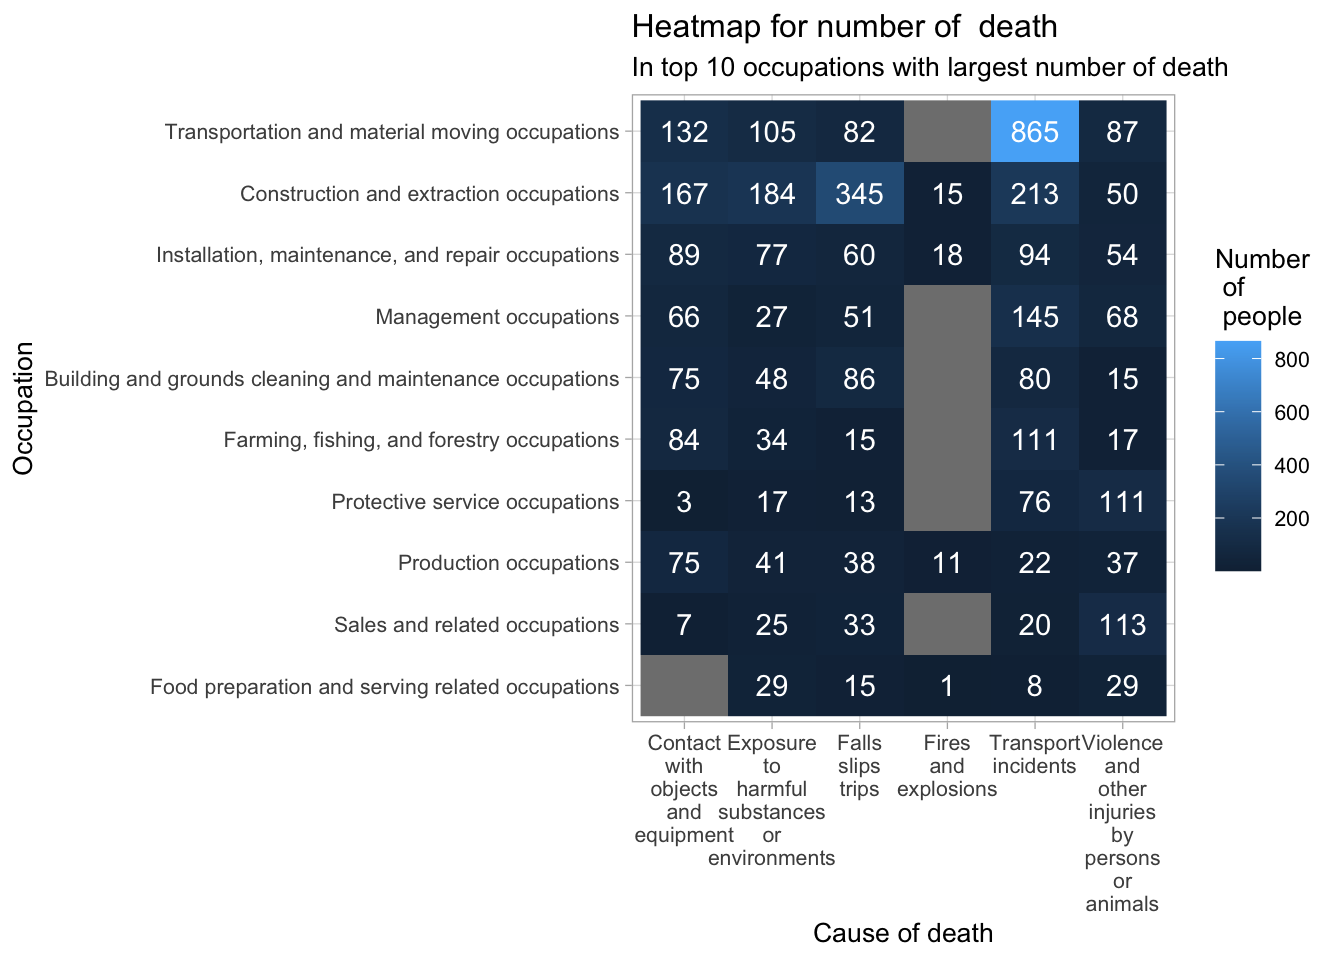 Heatmap for number of  death
In top 10 occupations with largest number of death
Occupation
Transportation and material moving occupations 132 105 82 865 87
Construction and extraction occupations 167 184 345 15 213 50
Installation, maintenance, and repair occupations 89 77 60 18 94 54
Management occupations 66 27 51 145 68
Building and grounds cleaning and maintenance occupations 75 48 86 80 15
Farming, fishing, and forestry occupations 84 34 15 111 17
Protective service occupations 3 17 13 76 111
Production occupations 75 41 38 11 22 37
Sales and related occupations 7 25 33 20 113
Food preparation and serving related occupations 29 15 1 8 29
Contact
with
objects
and
equipment
Exposure
to
harmful
substances
or
environments
Falls
slips
trips
Fires
and
explosions
Transport
incidents
Violence
and
other
injuries
by
persons
or
animals
Cause of death
Number
of
people
800
600
400
200